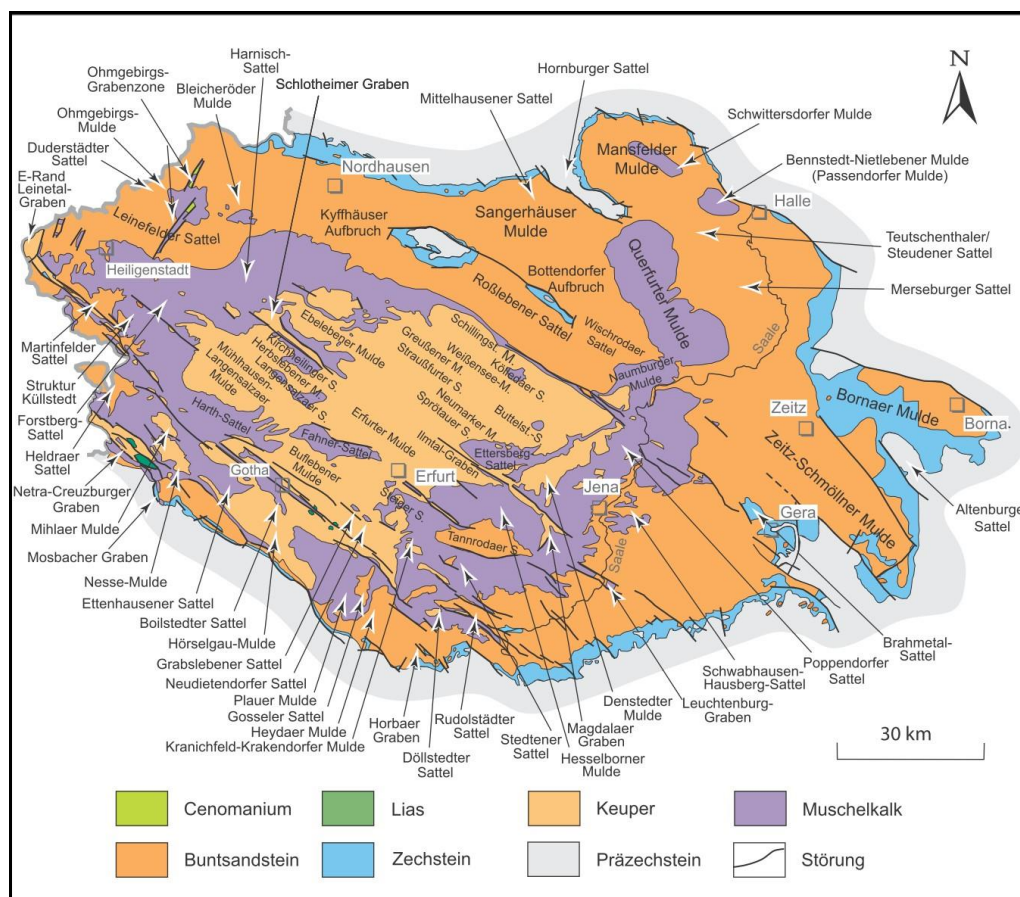 N
Harnisch-
Sattel
Ohmgebirgs-
Grabenzone
Bleicheröder
Mulde
Schlotheimer Graben
Hornburger Sattel
Mittelhausener Sattel
Ohmgebirgs-
Mulde
Duderstädter
Sattel
E-Rand
Leinetal-
Graben
Schwittersdorfer Mulde
Mansfelder
Mulde
Bennstedt-Nietlebener Mulde
(Passendorfer Mulde)
Nordhausen
Halle
Leinefelder Sattel
Kyffhäuser
Aufbruch
Sangerhäuser
Mulde
Teutschenthaler/
Steudener Sattel
Heiligenstadt
Querfurter Mulde
Bottendorfer
Aufbruch
Merseburger Sattel
Roßlebener Sattel
Wischrodaer
Sattel
Saale
Martinfelder
Sattel
Struktur
Küllstedt
Forstberg-
Sattel
Heldraer
Sattel
Netra-Creuzburger
Graben
Mihlaer Mulde
Mosbacher Graben
Nesse-Mulde
Ettenhausener Sattel
Boilstedter Sattel
Hörselgau-Mulde
Grabslebener Sattel
Neudietendorfer Sattel
Plauer Mulde
Gosseler Sattel
Heydaer Mulde
Kranichfeld-Krakendorfer Mulde
Ebelebener Mulde
Kirchheilinger S.
Herbslebener M.
Langensalzaer S.
Mühlhausen-
Langensalzaer
Mulde
Schillingst. M.
Kölledaer S.
Weißensee-M.
Greußener M.
Straußfurter S.
Neumarker M.
Sprötauer S.
Buttelst.-S
Naumburger
Mulde
Harth-Sattel
Fahner-Sattel
Erfurter Mulde
Ilmtal-Graben
Ettersberg-
Sattel
Bufleber Mulde
Gotha
Erfurt
Steiger S.
Tannrodaer S.
Jena
Saale
Zeitz
Bornaer Mulde
Borna.
Zeitz-Schmöllner Mulde
Gera
Altenburger
Sattel
Horbaer
Graben
Döllstedter
Sattel
Rudolstädter
Sattel
Stedtener
Sattel
Hesselborner
Mulde
Magdalaer
Graben
Denstedter
Mulde
Leuchtenburg-
Graben
Schwabhausen-
Hausberg-Sattel
Poppendorfer
Sattel
Brahmetal-
Sattel
30 km
Cenomanium
Lias
Keuper
Muschelkalk
Buntsandstein
Zechstein
Präzechstein
Störung